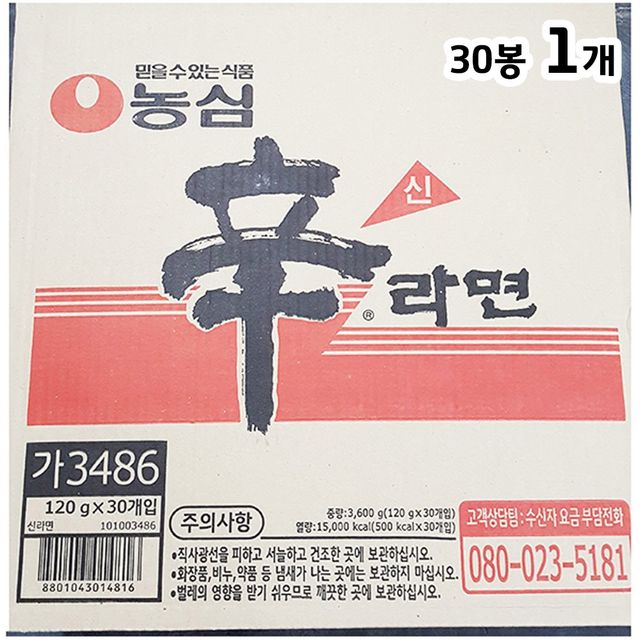 30봉 1개
믿을 수 있는 식품
농심
辛
신
®
라면
가3486
120 g×30개입
신라면 101003486
8801043014816
중량:3,600 g(120 g×30개입)
열량:15,000 kcal(500 kcal×30개입)
주의사항
•직사광선을 피하고 서늘하고 건조한 곳에 보관하십시오.
•화장품,비누,약품 등 냄새가 나는 곳에는 보관하지 마십시오.
•벌레의 영향을 받기 쉬우므로 깨끗한 곳에 보관하십시오.
고객상담팀 : 수신자 요금 부담전화
080-023-5181